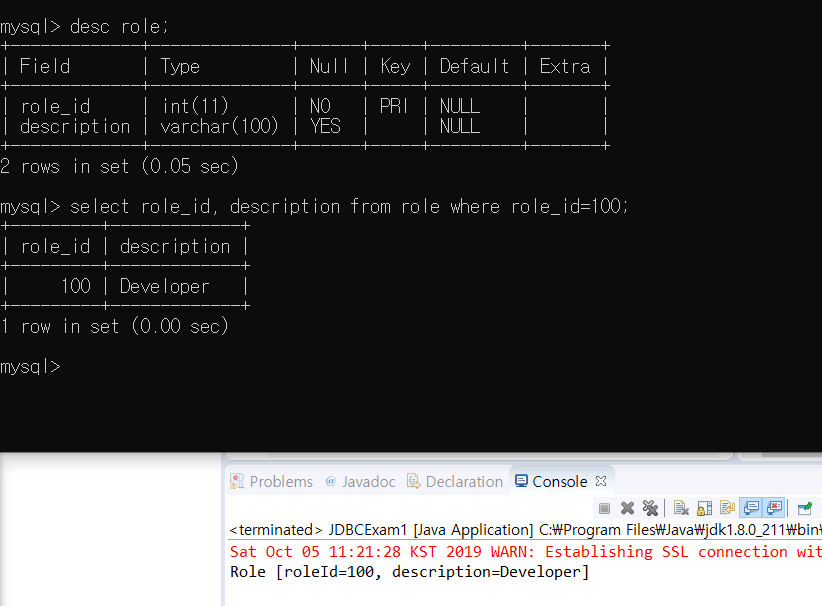 mysql> desc role;
+-------------+--------------+------+-----+---------+-------+
| Field       | Type         | Null | Key | Default | Extra |
+-------------+--------------+------+-----+---------+-------+
| role_id     | int(11)      | NO   | PRI | NULL    |       |
| description | varchar(100) | YES  |     | NULL    |       |
+-------------+--------------+------+-----+---------+-------+
2 rows in set (0.05 sec)
mysql> select role_id, description from role where role_id=100;
+---------+-------------+
| role_id | description |
+---------+-------------+
|     100 | Developer   |
+---------+-------------+
1 row in set (0.00 sec)
mysql>
Problems @ Javadoc Declaration Console
<terminated> JDBCExam1 [Java Application] C:₩Program Files₩Java₩jdk1.8.0_211₩bin₩
Sat Oct 05 11:21:28 KST 2019 WARN: Establishing SSL connection wit
Role [roleId=100, description=Developer]